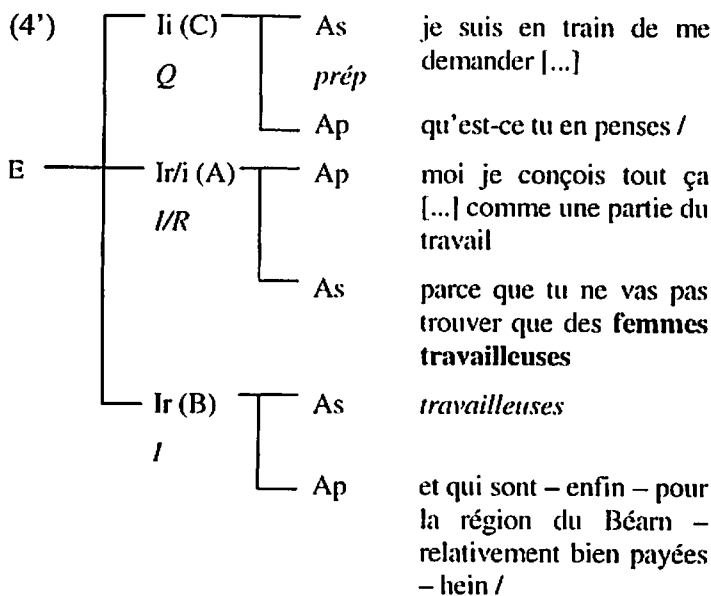 (4') Ii (C) As je suis en train de me
Q prép demander [...]
Ap qu'est-ce tu en penses /
E Ir/i (A) Ap moi je conçois tout ça
I/R [...] comme une partie du
travail
As parce que tu ne vas pas
trouver que des femmes
travailleuses
Ir (B) As travailleuses
I
Ap et qui sont – enfin – pour
la région du Béarn –
relativement bien payées
– hein /